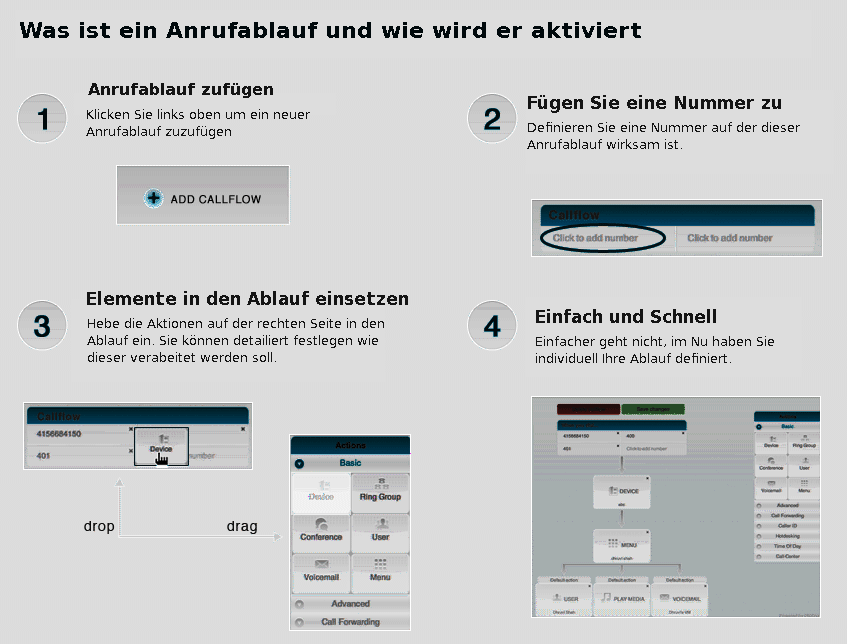 Was ist ein Anrufablauf und wie wird er aktiviert
1
Anrufablauf zufügen
Klicken Sie links oben um ein neuer
Anrufablauf zuzufügen
ADD CALLFLOW
2
Fügen Sie eine Nummer zu
Definieren Sie eine Nummer auf der dieser
Anrufablauf wirksam ist.
Callflow
Click to add number
Click to add number
3
Elemente in den Ablauf einsetzen
Hebe die Aktionen auf der rechten Seite in den
Ablauf ein. Sie können detailiert festlegen wie
dieser verabeitet werden soll.
Callflow
4156684150
401
Device
number
drop
drag
Actions
Basic
Device
Ring Group
Conference
User
Voicemail
Menu
Advanced
Call Forwarding
4
Einfach und Schnell
Einfacher geht nicht, im Nu haben Sie
individuell Ihre Ablauf definiert.
Save changes
4156684150
401
Click to add number
DEVICE
MENU
Default action
Default action
Default action
USER
PLAY MEDIA
VOICEMAIL
Basic
Device
Ring Group
Conference
User
Voicemail
Menu
Advanced
Call Forwarding
Caller ID
Hotdesking
Time Of Day
Call Center